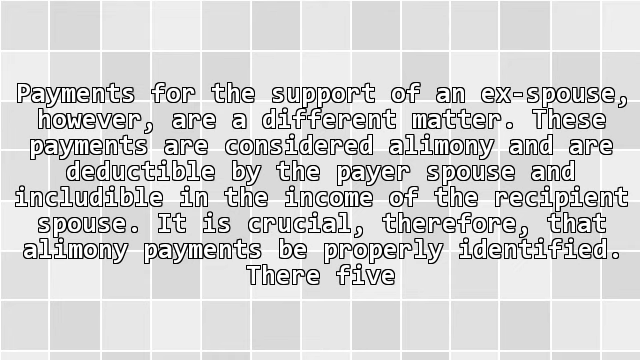 Payments for the support of an ex-spouse,
however, are a different matter. These
payments are considered alimony and are
deductible by the payer spouse and
includible in the income of the recipient
spouse. It is crucial, therefore, that
alimony payments be properly identified.
There five